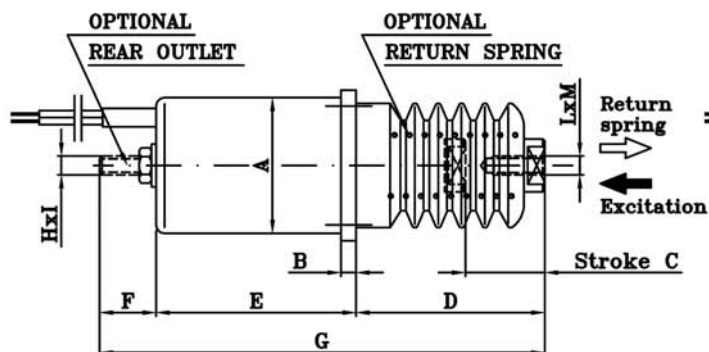 OPTIONAL
REAR OUTLET
OPTIONAL
RETURN SPRING
LxM
Return
spring
A
HxI
Excitation
B
Stroke C
F
E
D
G